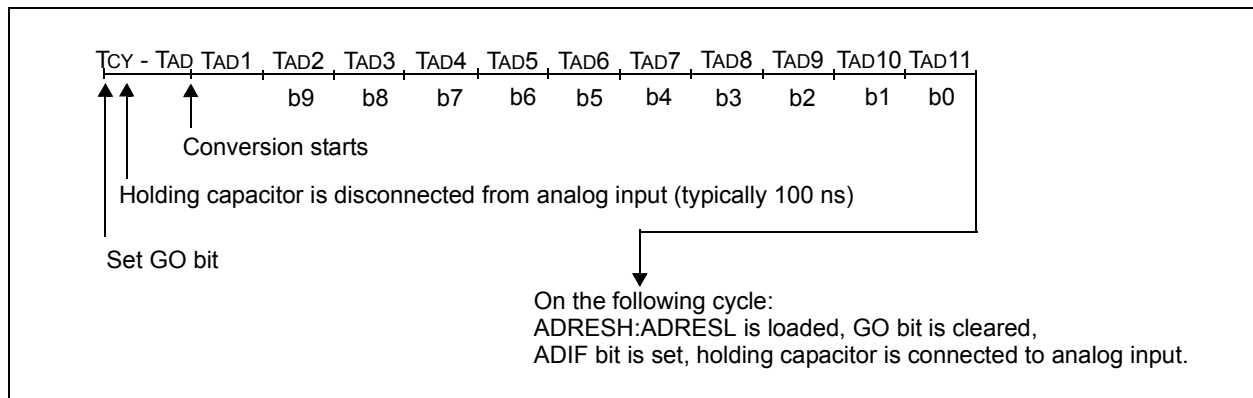 TCY - TAD TAD1 TAD2 TAD3 TAD4 TAD5 TAD6 TAD7 TAD8 TAD9 TAD10 TAD11
b9 b8 b7 b6 b5 b4 b3 b2 b1 b0
Conversion starts
Holding capacitor is disconnected from analog input (typically 100 ns)
Set GO bit
On the following cycle:
ADRESH:ADRESL is loaded, GO bit is cleared,
ADIF bit is set, holding capacitor is connected to analog input.